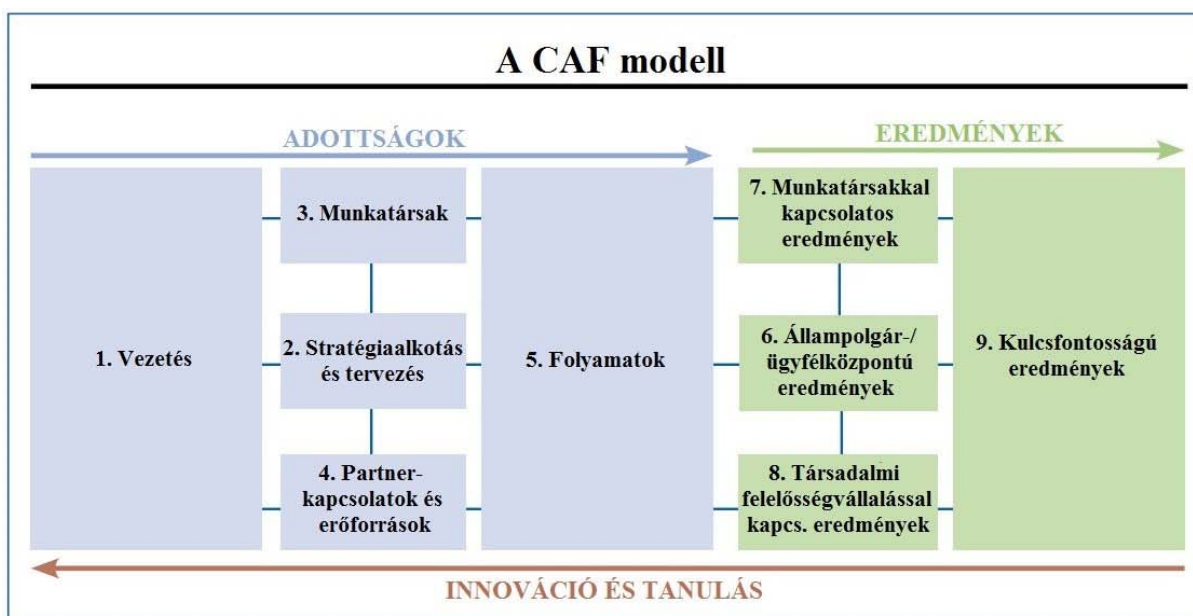 A CAF modell
ADOTTSÁGOK
EREDMÉNYEK
1. Vezetés
3. Munkatársak
2. Stratégiaalkotás
és tervezés
4. Partner-
kapcsolatok és
erőforrások
5. Folyamatok
7. Munkatársakkal
kapcsolatos
eredmények
6. Állampolgár-/
ügyfélközpontú
eredmények
8. Társadalmi
felelősségvállalással
kapcs. eredmények
9. Kulcsfontosságú
eredmények
INNOVÁCIÓ ÉS TANULÁS